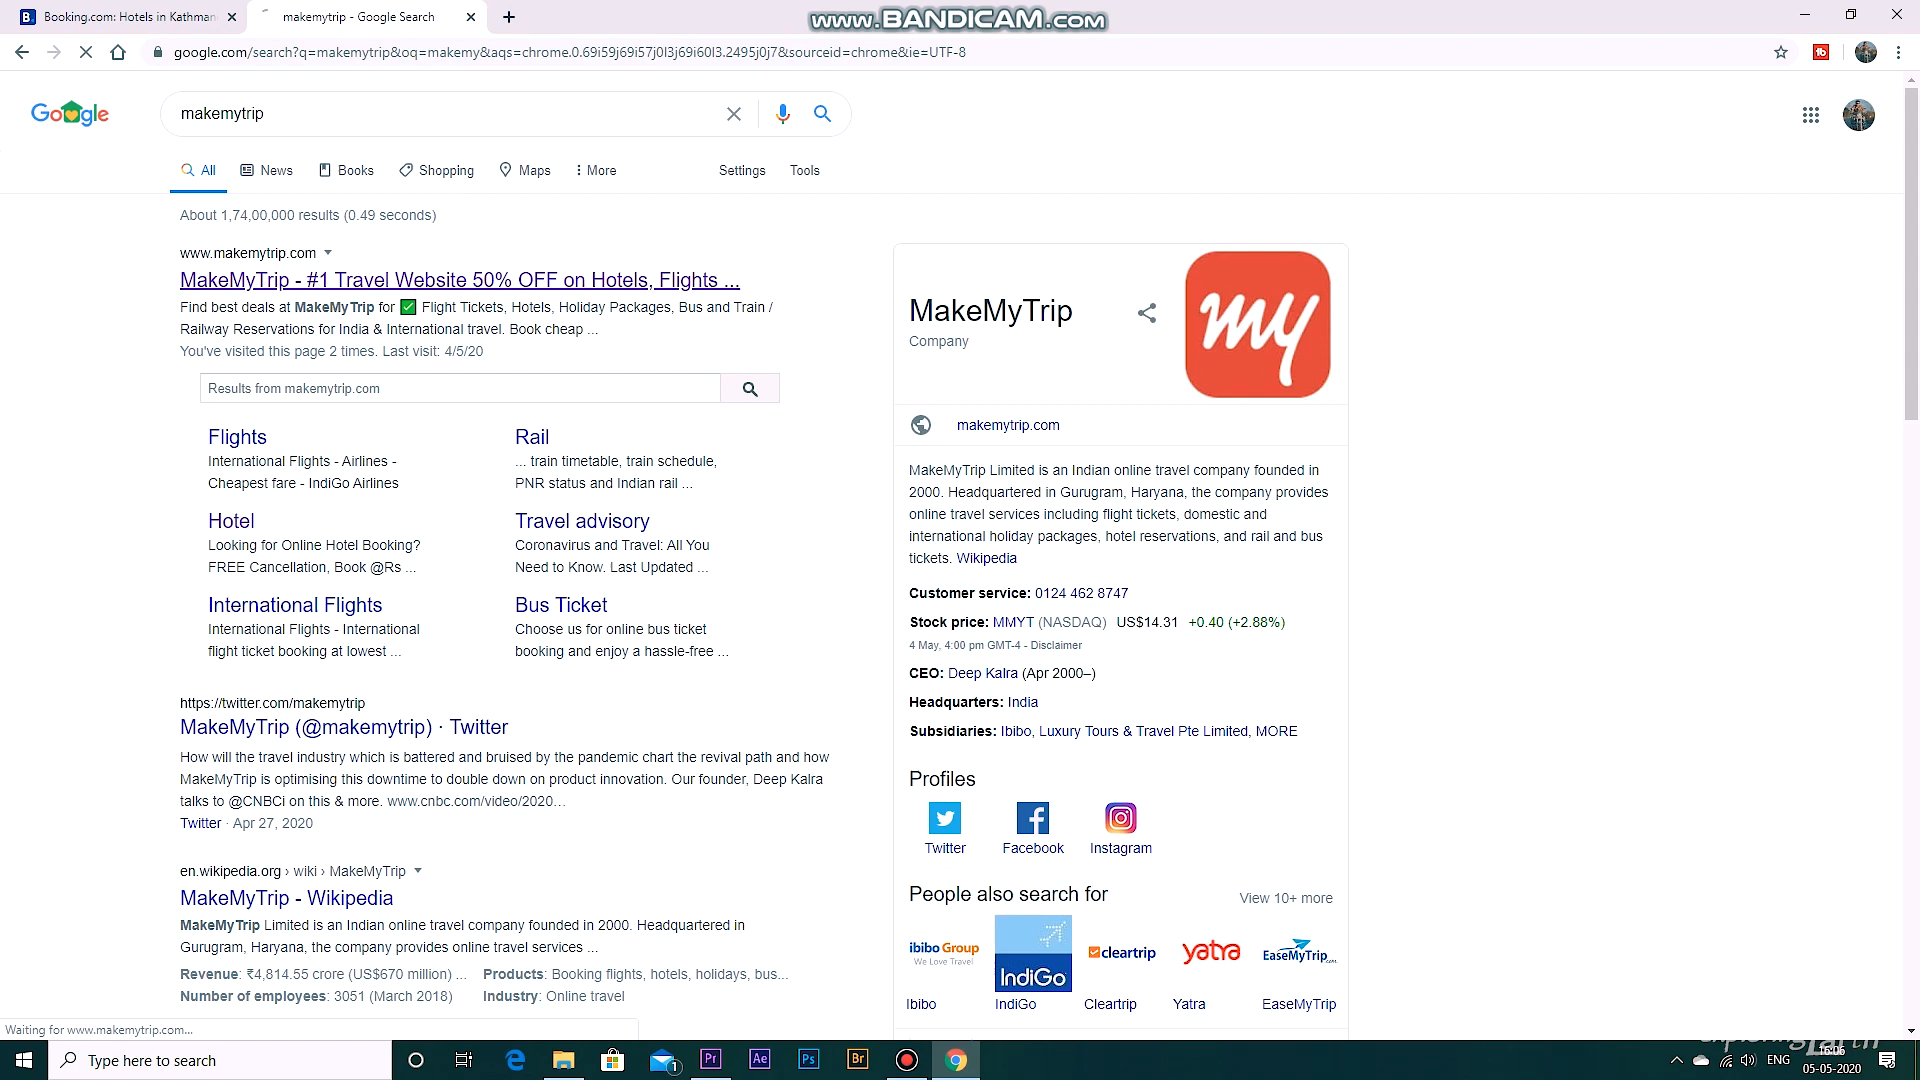 Booking.com: Hotels in Kathman
makemytrip - Google Search
www.BANDICAM.com
google.com/search?q=makemytrip&oq=makemy&aqs=chrome.0.69i59j69i57j0l3j69i60l3.2495j0j7&sourceid=chrome&ie=UTF-8
Google
makemytrip
All
News
Books
Shopping
Maps
More
Settings
Tools
About 1,74,00,000 results (0.49 seconds)
www.makemytrip.com
MakeMyTrip - #1 Travel Website 50% OFF on Hotels, Flights ...
Find best deals at MakeMyTrip for ✅ Flight Tickets, Hotels, Holiday Packages, Bus and Train /
Railway Reservations for India & International travel. Book cheap ...
You've visited this page 2 times. Last visit: 4/5/20
Results from makemytrip.com
Flights
International Flights - Airlines -
Cheapest fare - IndiGo Airlines
Rail
... train timetable, train schedule,
PNR status and Indian rail ...
Hotel
Looking for Online Hotel Booking?
FREE Cancellation, Book @Rs ...
Travel advisory
Coronavirus and Travel: All You
Need to Know. Last Updated ...
International Flights
International Flights - International
flight ticket booking at lowest ...
Bus Ticket
Choose us for online bus ticket
booking and enjoy a hassle-free ...
https://twitter.com/makemytrip
MakeMyTrip (@makemytrip) · Twitter
How will the travel industry which is battered and bruised by the pandemic chart the revival path and how
MakeMyTrip is optimising this downtime to double down on product innovation. Our founder, Deep Kalra
talks to @CNBCi on this & more. www.cnbc.com/video/2020…
Twitter · Apr 27, 2020
en.wikipedia.org › wiki › MakeMyTrip
MakeMyTrip - Wikipedia
MakeMyTrip Limited is an Indian online travel company founded in 2000. Headquartered in
Gurugram, Haryana, the company provides online travel services ...
Revenue: ₹4,814.55 crore (US$670 million) ...
Products: Booking flights, hotels, holidays, bus...
Number of employees: 3051 (March 2018)
Industry: Online travel
MakeMyTrip
Company
my
makemytrip.com
MakeMyTrip Limited is an Indian online travel company founded in
2000. Headquartered in Gurugram, Haryana, the company provides
online travel services including flight tickets, domestic and
international holiday packages, hotel reservations, and rail and bus
tickets. Wikipedia
Customer service: 0124 462 8747
Stock price: MMYT (NASDAQ) US$14.31 +0.40 (+2.88%)
4 May, 4:00 pm GMT-4 - Disclaimer
CEO: Deep Kalra (Apr 2000–)
Headquarters: India
Subsidiaries: Ibibo, Luxury Tours & Travel Pte Limited, MORE
Profiles
Twitter
Facebook
Instagram
People also search for
View 10+ more
ibibo Group
We Love Travel
IndiGo
cleartrip
yatra
EaseMyTrip.com
Ibibo
IndiGo
Cleartrip
Yatra
EaseMyTrip
Waiting for www.makemytrip.com...
Type here to search
1
Pr
Ae
Ps
Br
exploring Earth
ENG
16:06
05-05-2020